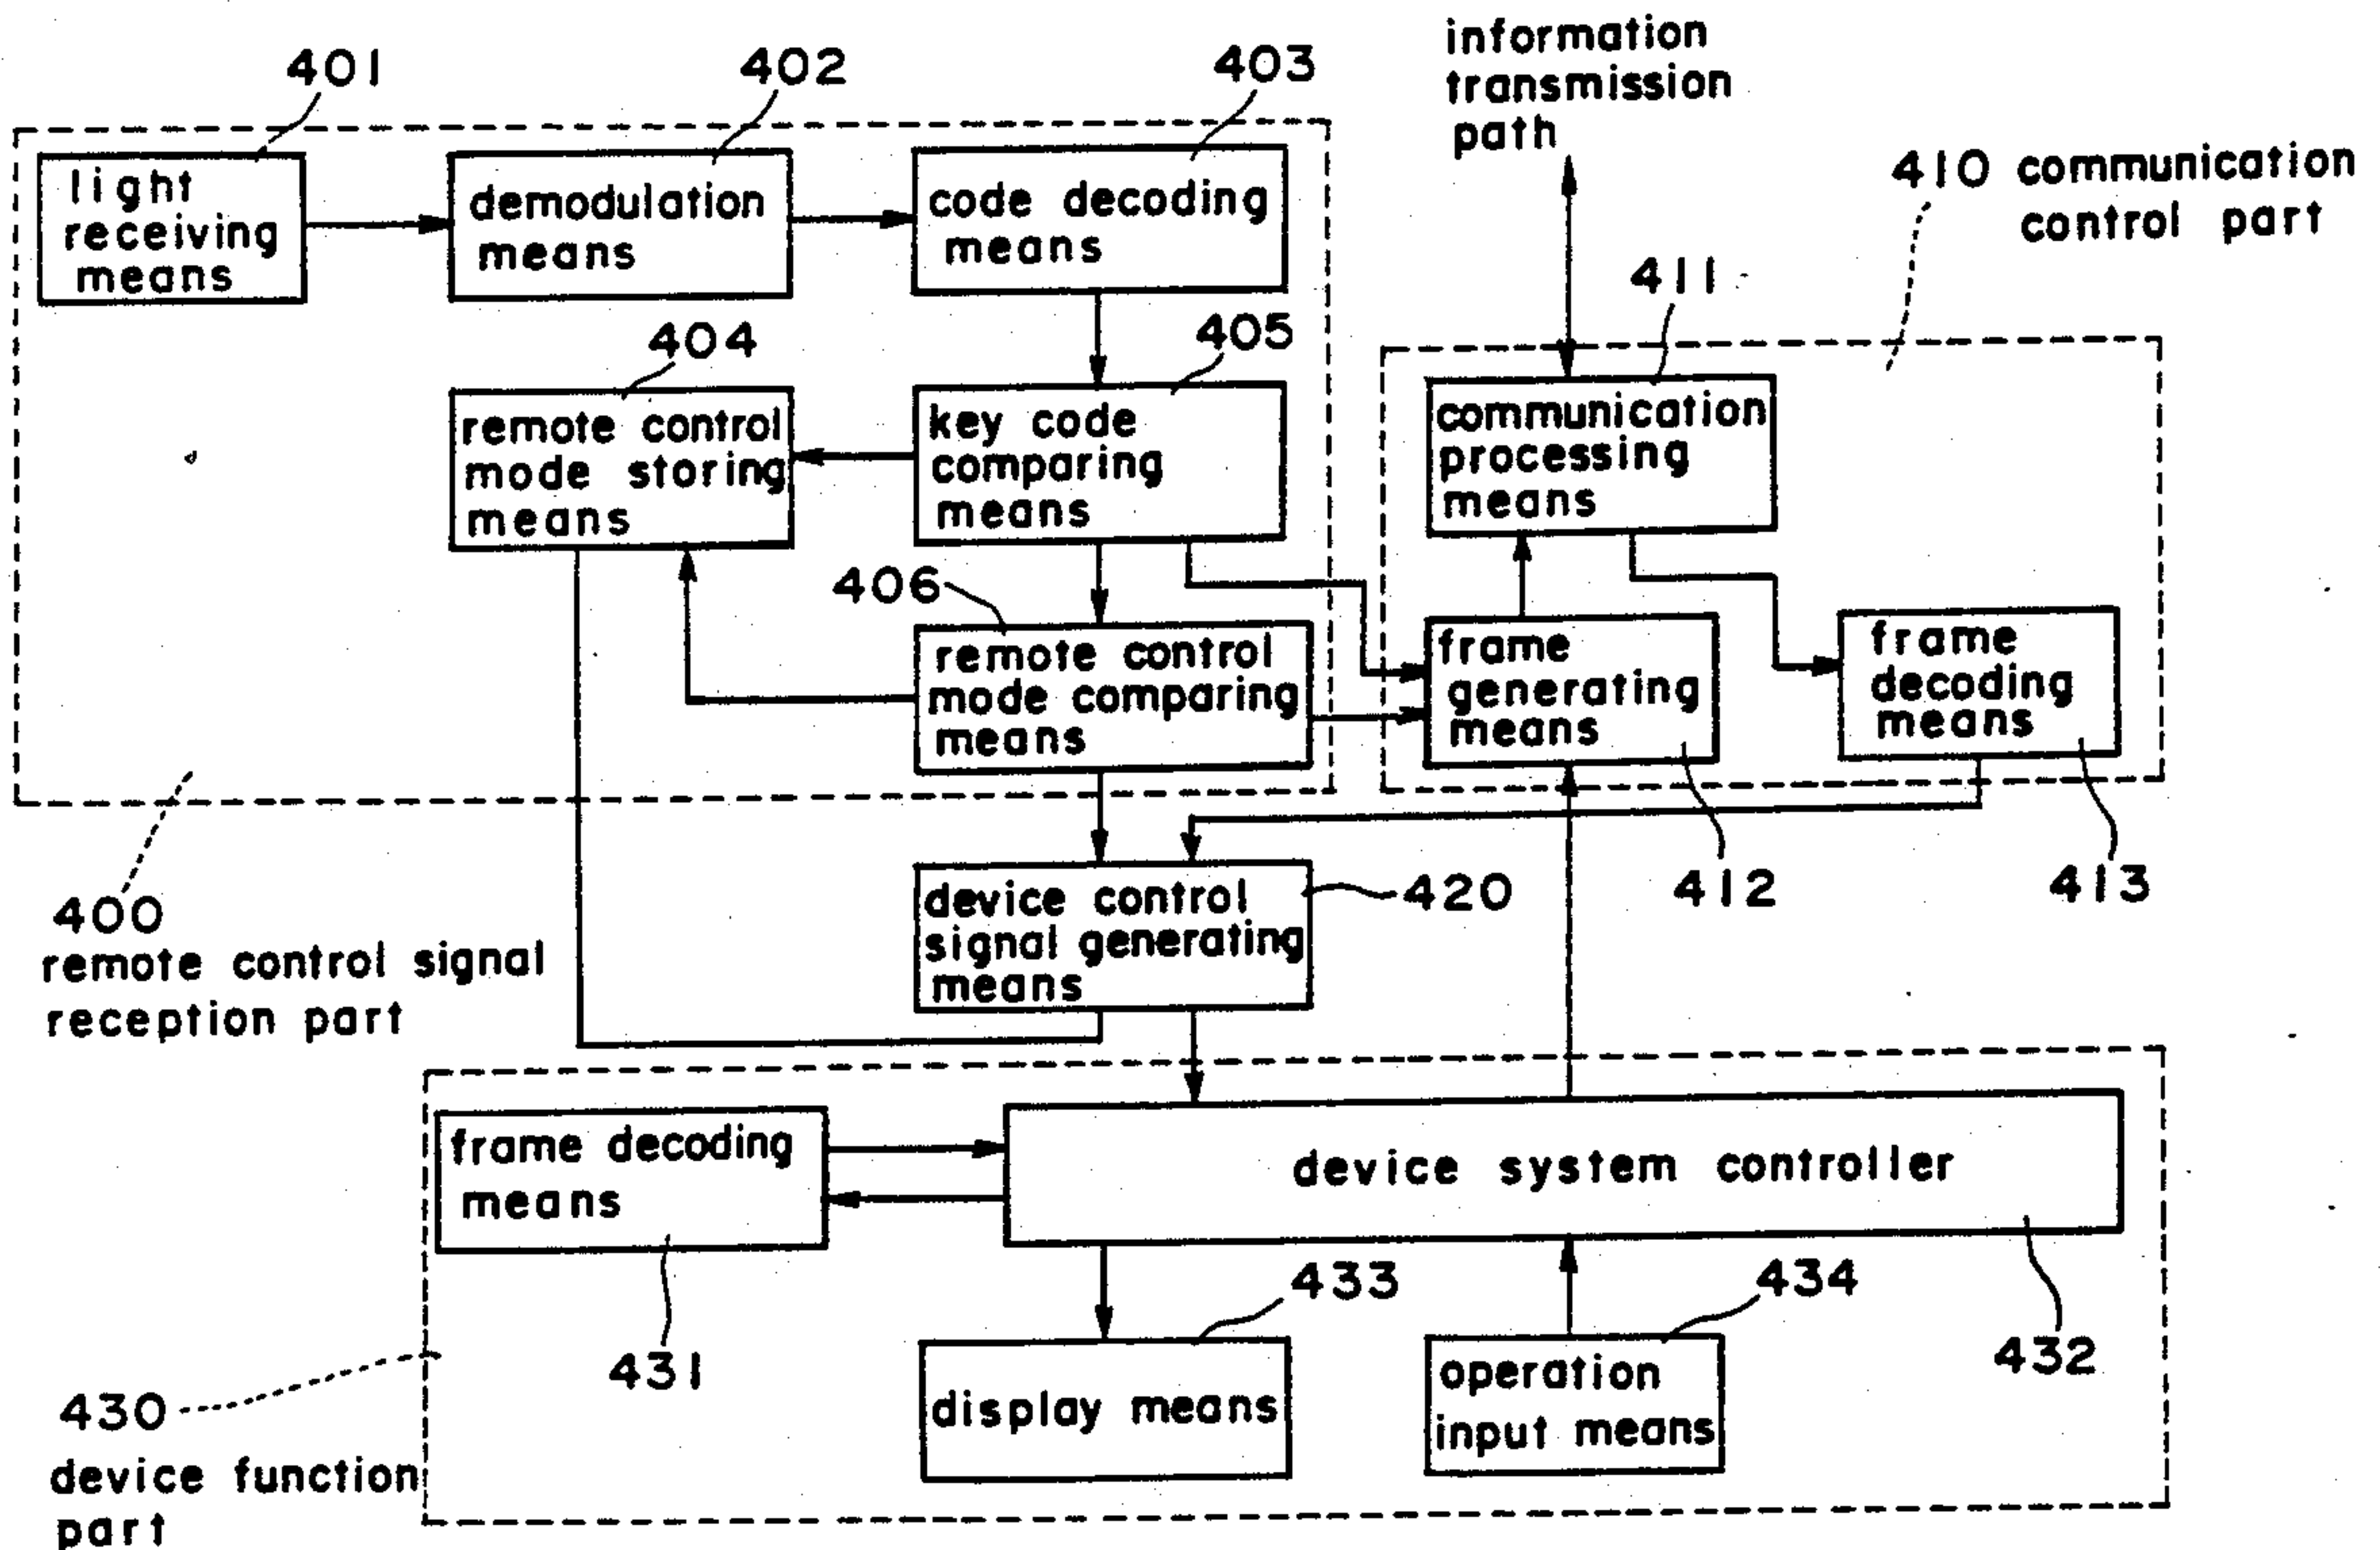 401
402
403
information
transmission
path
410 communication
control part
light
receiving
means
demodulation
means
code decoding
means
411
404
405
remote control
mode storing
means
key code
comparing
means
communication
processing
means
406
remote control
mode comparing
means
frame
generating
means
frame
decoding
means
400
remote control signal
reception part
device control
signal generating
means
420
412
413
frame decoding
means
device system controller
431
433
434
432
430
device function
part
display means
operation
input means